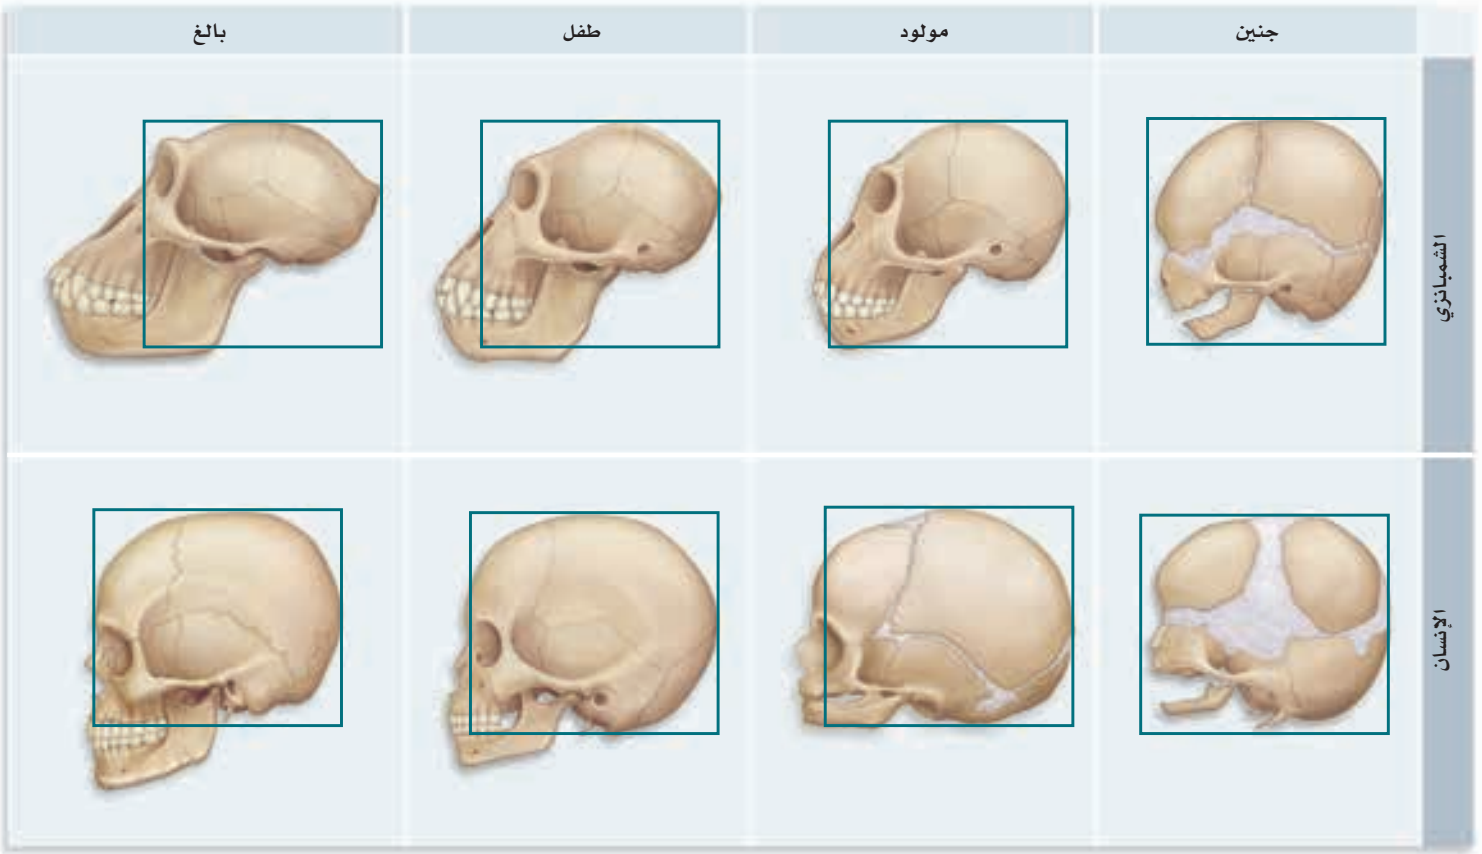 جنين
مولود
طفل
بالغ
الشمبانزي
الإنسان